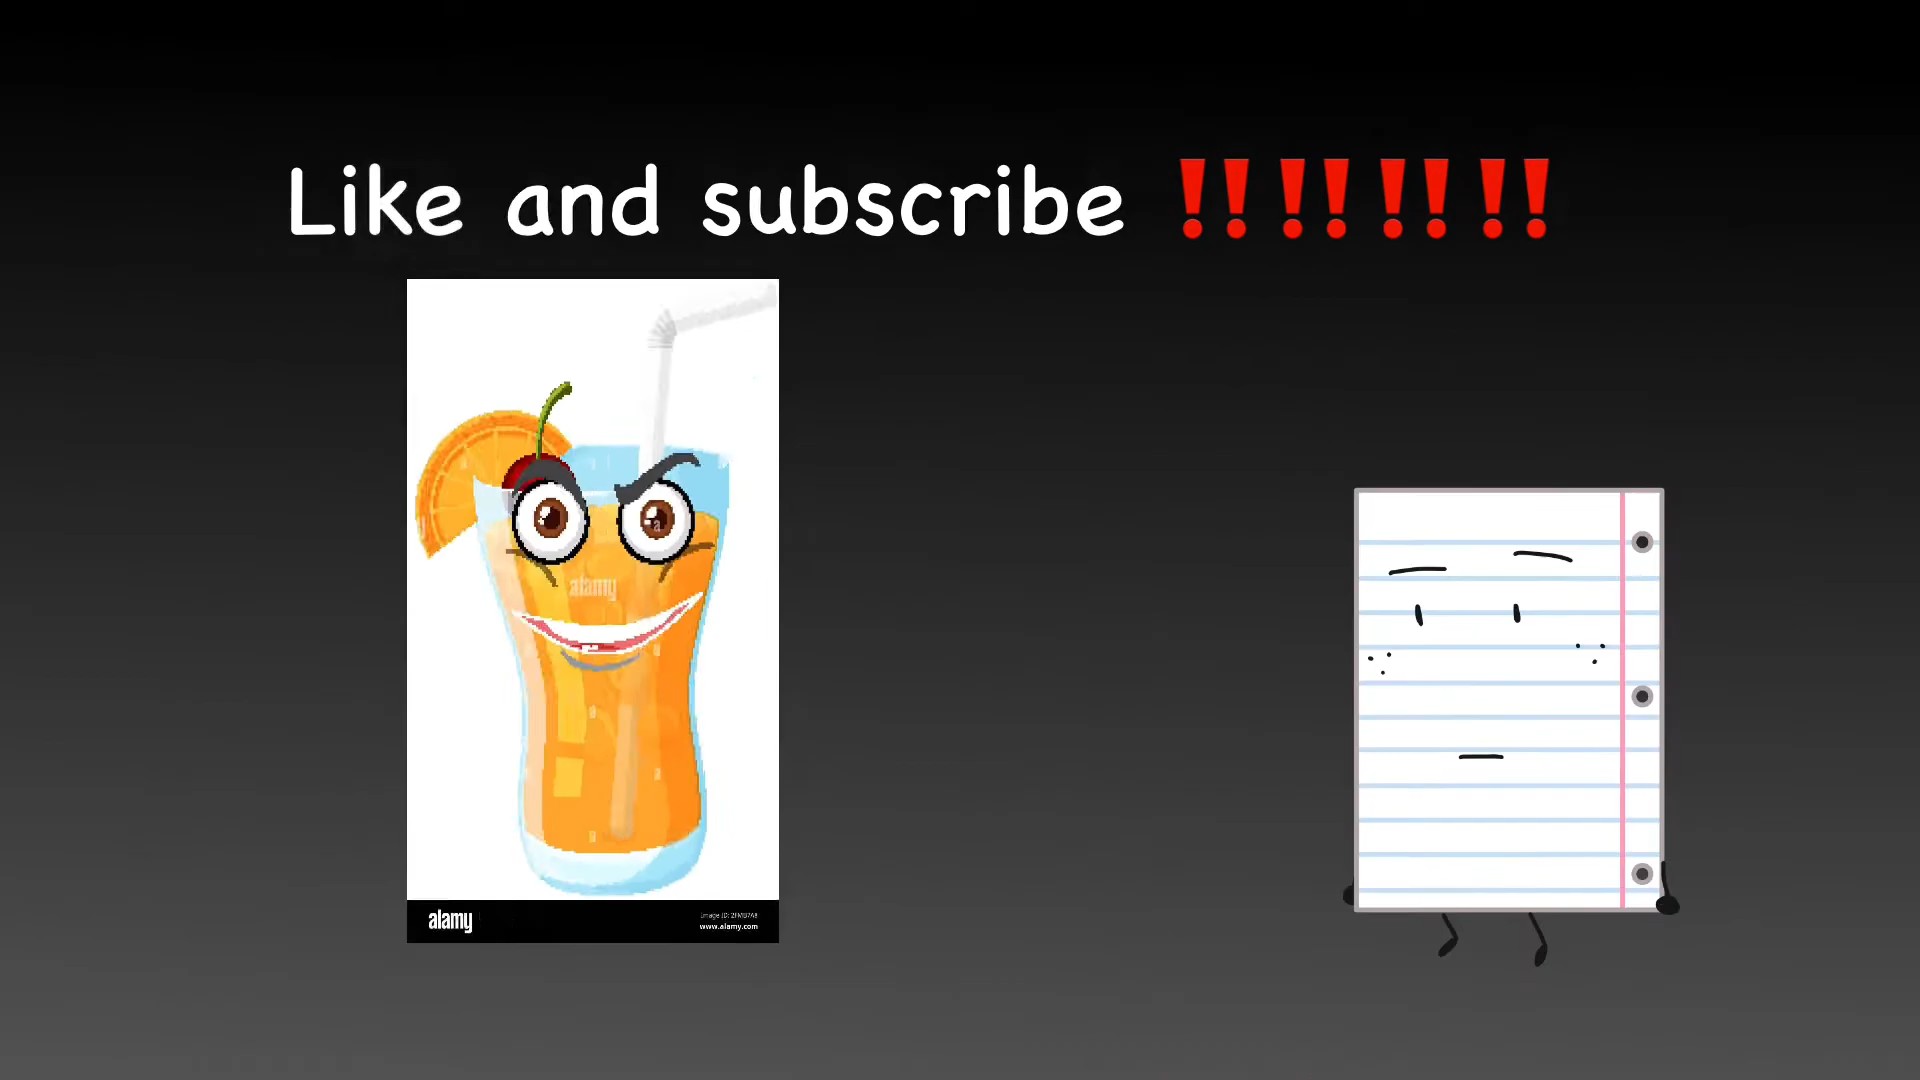 Like and subscribe ‼️‼️‼️‼️
a
alamy
alamy
www.alamy.com